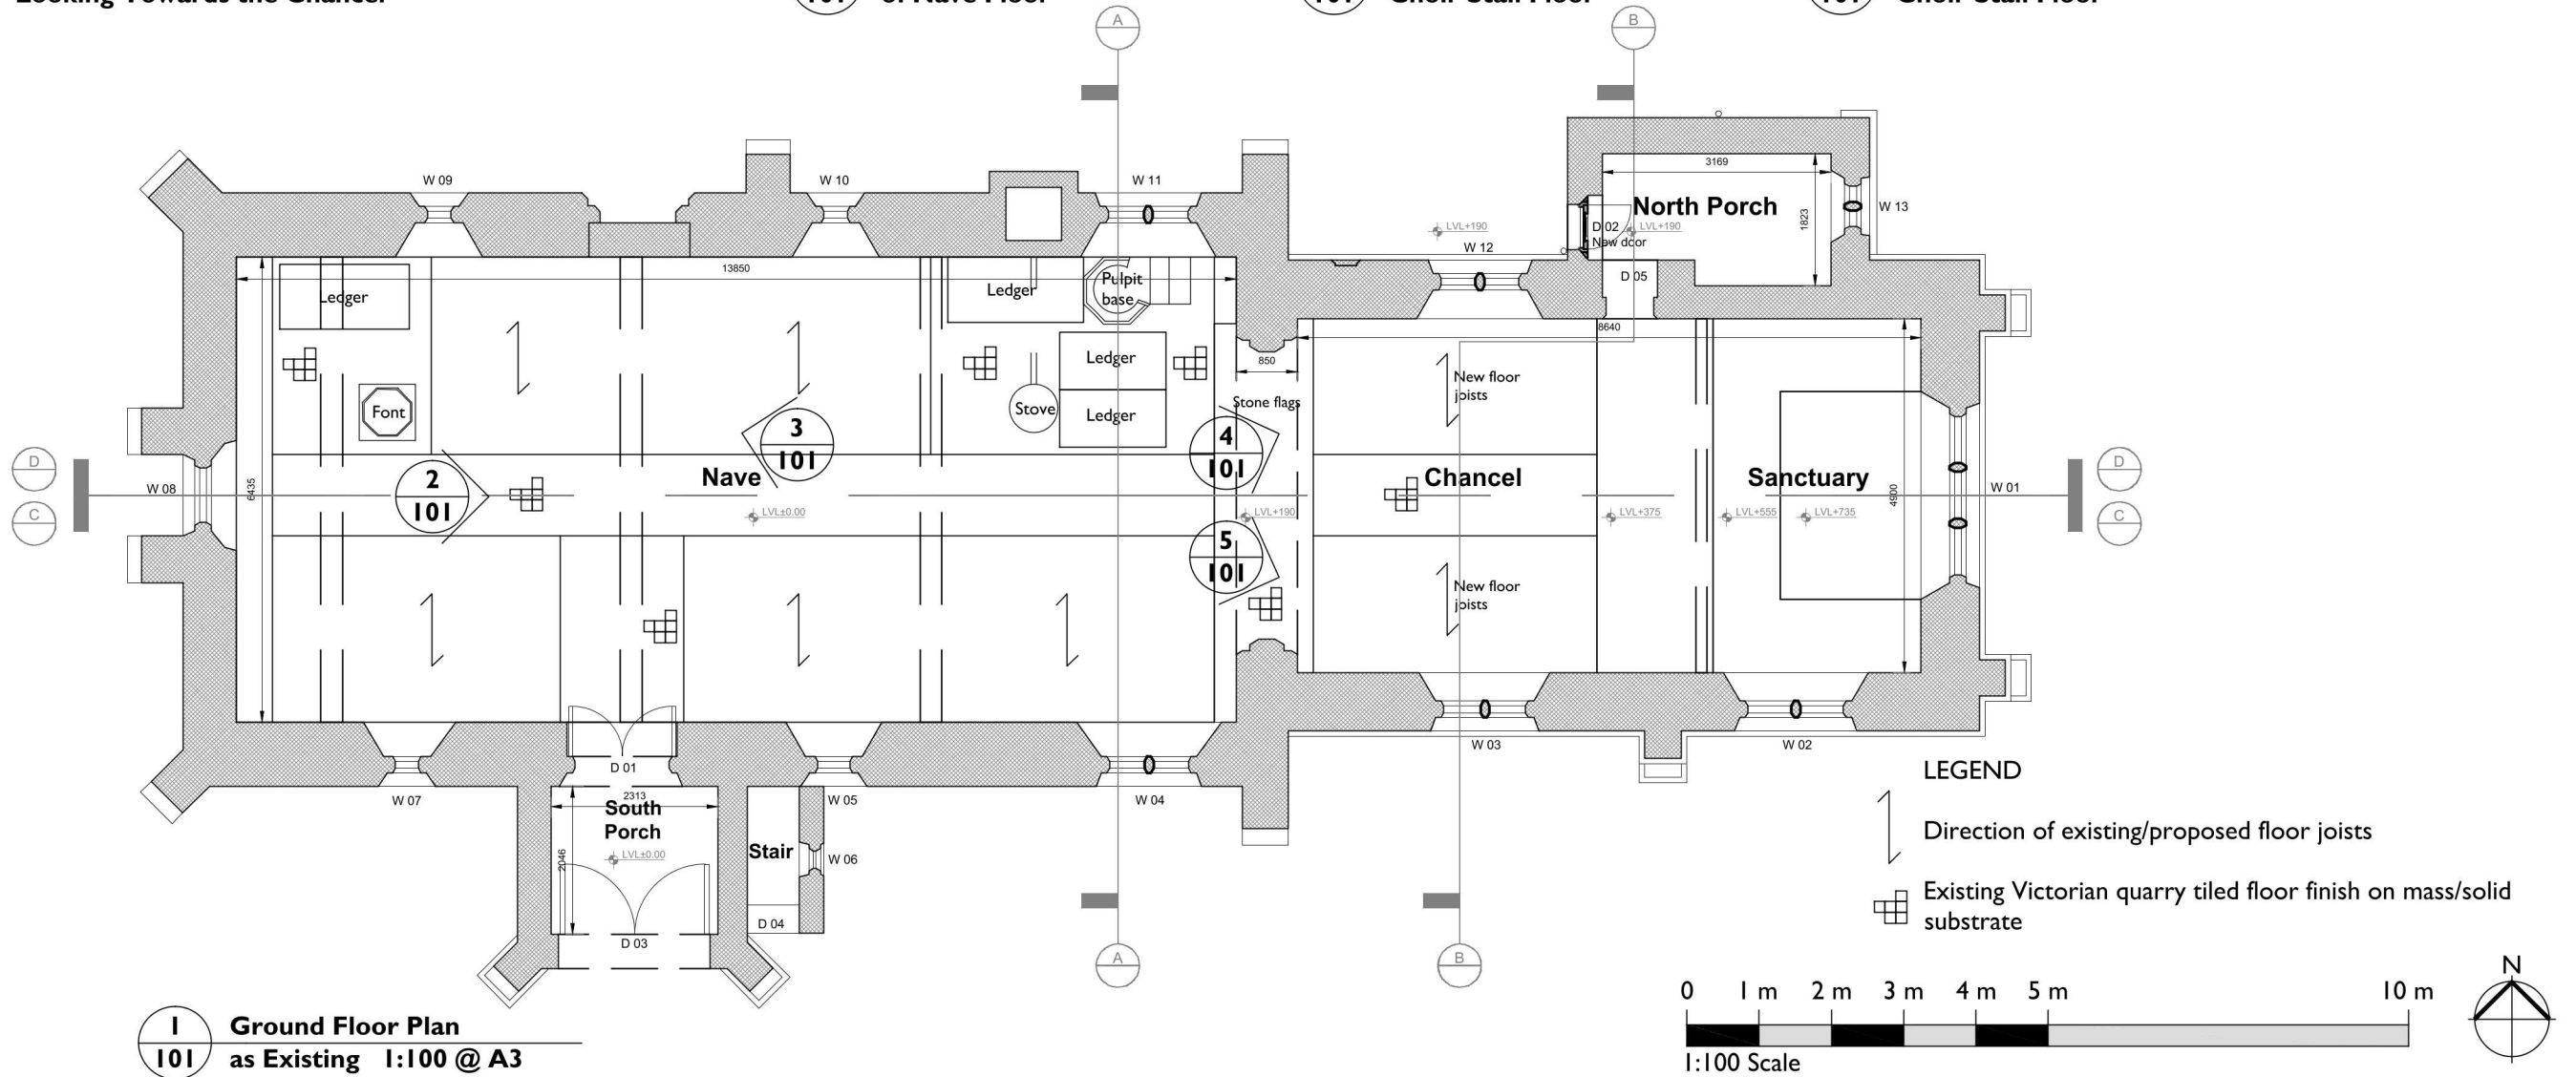 A
B
W 09
W 10
W 11
3169
North Porch
W 13
1823
D 02
New door
LVL+190
LVL+190
W 12
D 05
13850
Ledger
Ledger
Pulpit
base
8640
850
Ledger
Ledger
Stove
Stone flags
New floor
joists
Font
3
101
4
101
2
101
Nave
Chancel
Sanctuary
D
C
W 08
6435
LVL±0.00
LVL+190
LVL+375
LVL+555
LVL+735
4900
W 01
D
C
5
101
New floor
joists
D 01
W 07
2313
South
Porch
LVL±0.00
2046
Stair
D 04
D 03
W 05
W 06
W 04
W 03
W 02
A
B
LEGEND
Direction of existing/proposed floor joists
Existing Victorian quarry tiled floor finish on mass/solid
substrate
N
0 1 m 2 m 3 m 4 m 5 m 10 m
1:100 Scale
1
101
Ground Floor Plan
as Existing 1:100 @ A3